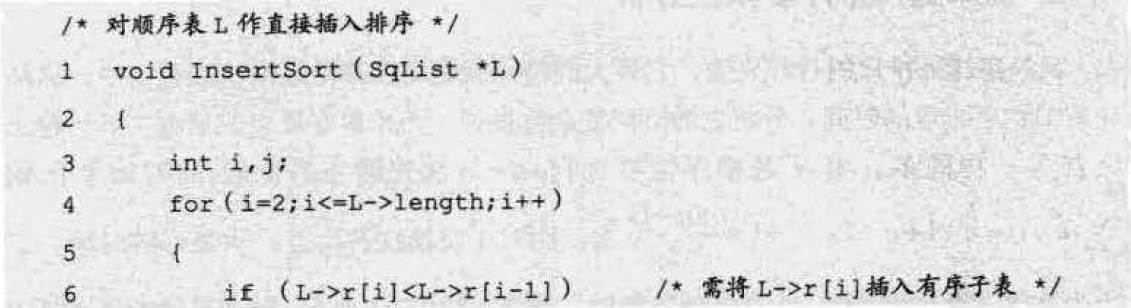 /* 对顺序表 L 作直接插入排序 */
1 void InsertSort(SqList *L)
2 {
3 int i,j;
4 for(i=2;i<=L->length;i++)
5 {
6 if (L->r[i]<L->r[i-1]) /* 需将 L->r[i]插入有序子表 */